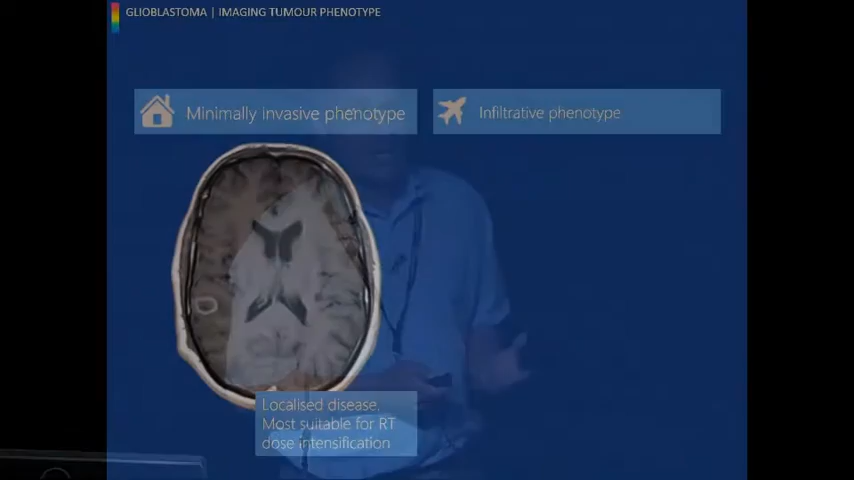 GLIOBLASTOMA | IMAGING TUMOUR PHENOTYPE
Minimally invasive phenotype
Infiltrative phenotype
Localised disease,
Most suitable for RT
dose intensification